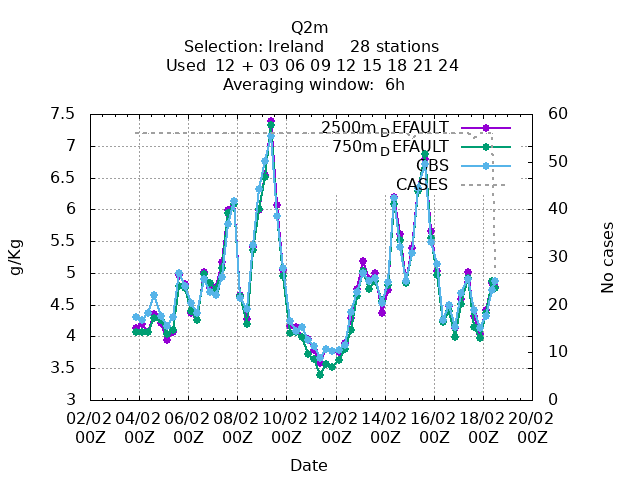 Q2m
Selection: Ireland     28 stations
Used  12 + 03 06 09 12 15 18 21 24
Averaging window:  6h
7.5
7
6.5
6
5.5
5
4.5
4
3.5
3
g/Kg
60
50
40
30
20
10
0
No cases
2500m_DEFAULT
750m_DEFAULT
OBS
CASES
02/02 04/02 06/02 08/02 10/02 12/02 14/02 16/02 18/02 20/02
00Z 00Z 00Z 00Z 00Z 00Z 00Z 00Z 00Z 00Z
Date